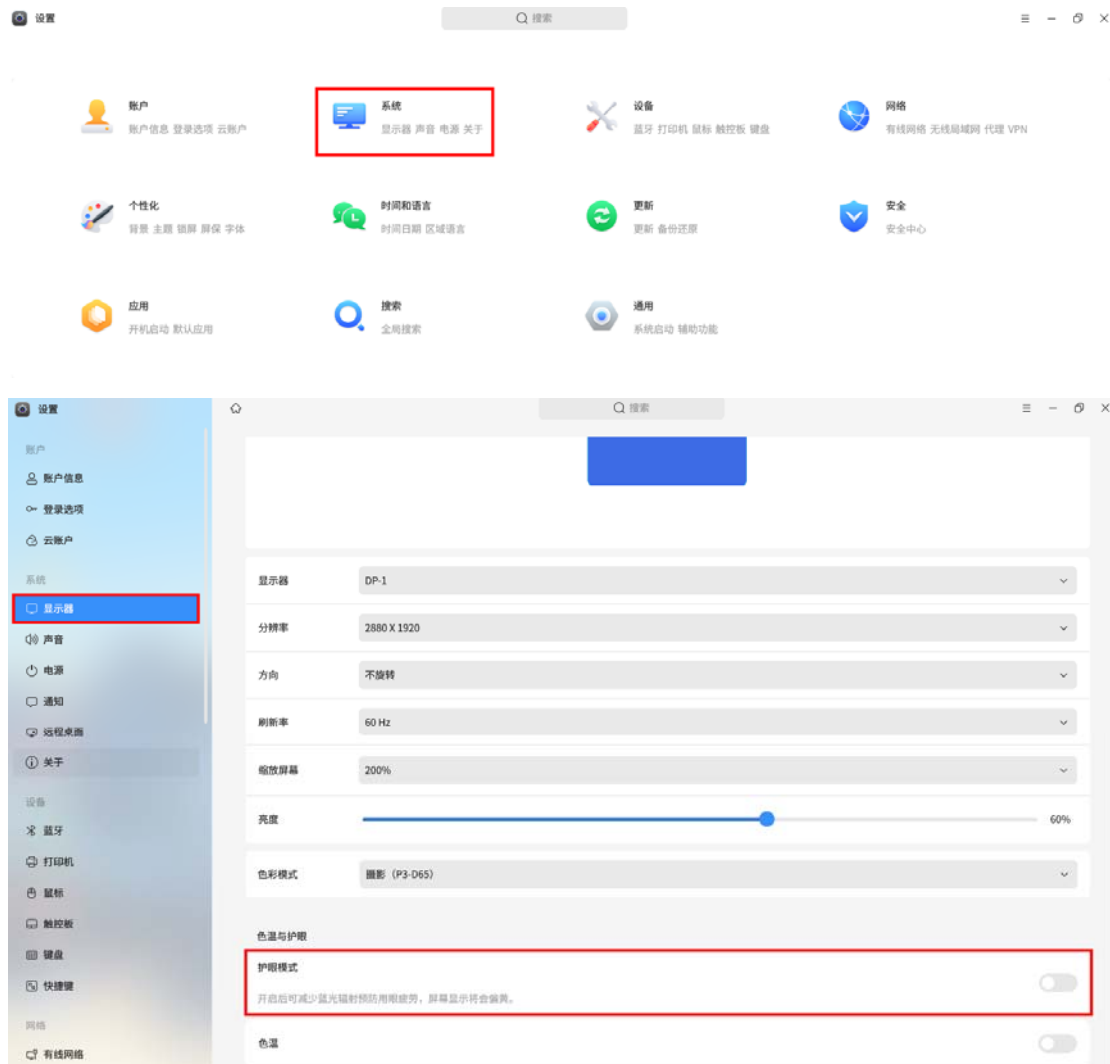 设置
搜索
账户
账户信息 登录选项 云账户
系统
显示器 声音 电源 关于
设备
蓝牙 打印机 鼠标 触控板 键盘
网络
有线网络 无线局域网 代理 VPN
个性化
背景 主题 锁屏 屏保 字体
时间和语言
时间日期 区域语言
更新
更新 备份还原
安全
安全中心
应用
开机启动 默认应用
搜索
全局搜索
通用
系统启动 辅助功能
设置
搜索
账户
账户信息
登录选项
云账户
系统
显示器
声音
电源
通知
远程桌面
关于
设备
蓝牙
打印机
鼠标
触控板
键盘
快捷键
网络
有线网络
显示器 DP-1
分辨率 2880 X 1920
方向 不旋转
刷新率 60 Hz
缩放屏幕 200%
亮度 60%
色彩模式 摄影（P3-D65）
色温与护眼
护眼模式
开启后可减少蓝光辐射预防用眼疲劳，屏幕显示将会偏黄。
色温